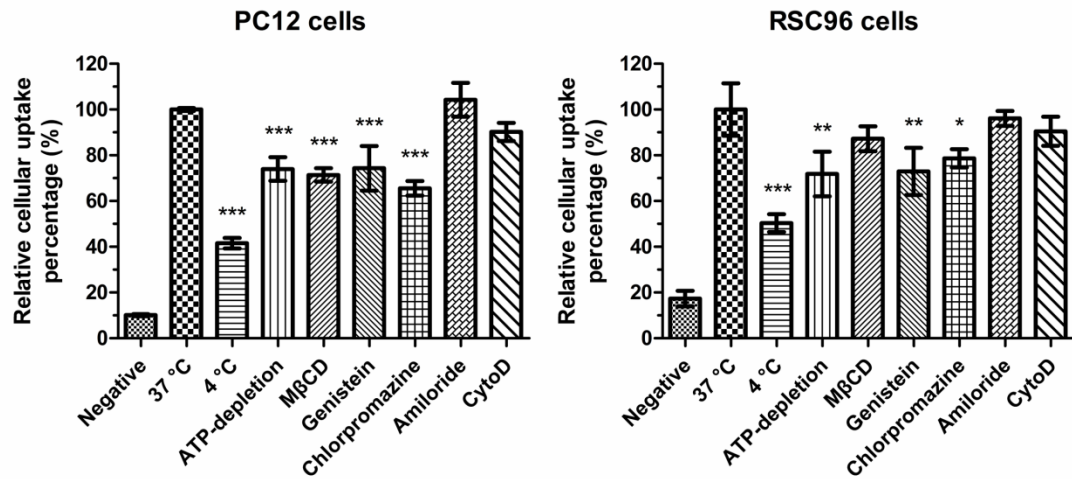 PC12 cells
Relative cellular uptake
percentage (%)
120
100
80
60
40
20
0
***
***
***
***
***
Negative
37 °C
4 °C
ATP-depletion
MβCD
Genistein
Chlorpromazine
Amiloride
CytoD
RSC96 cells
Relative cellular uptake
percentage (%)
120
100
80
60
40
20
0
***
**
**
*
Negative
37 °C
4 °C
ATP-depletion
MβCD
Genistein
Chlorpromazine
Amiloride
CytoD